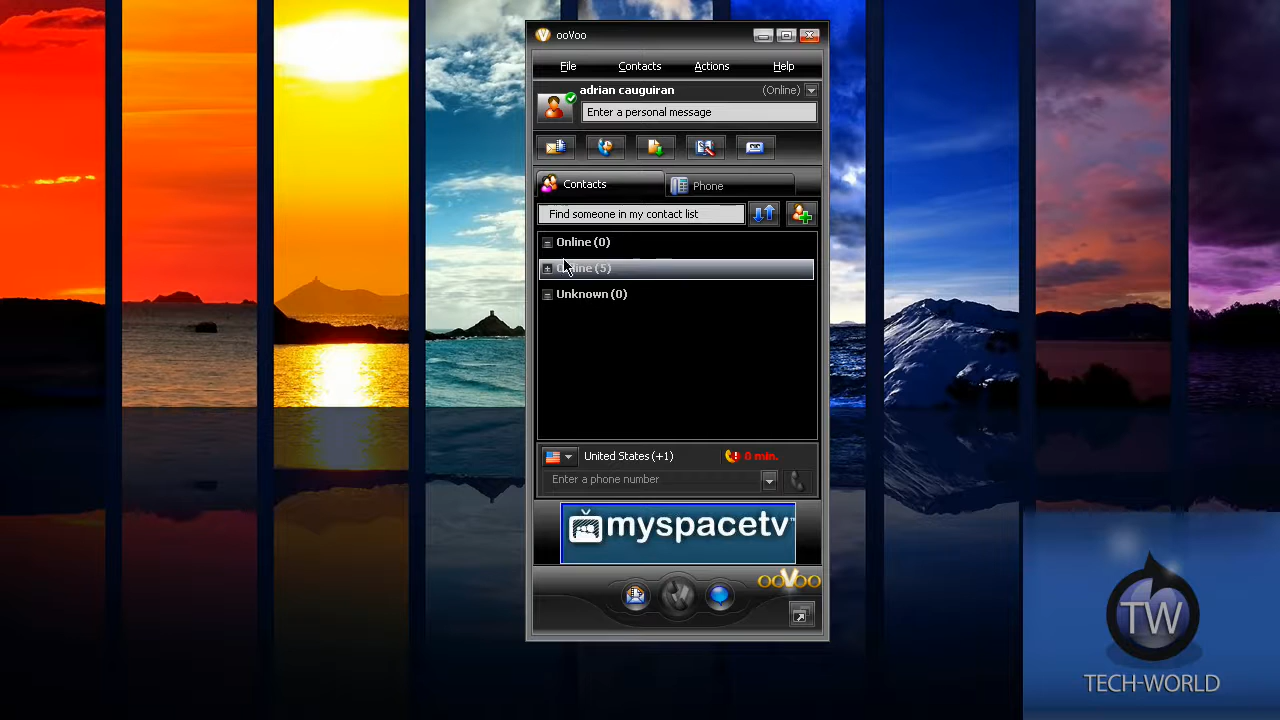 ooVoo
File Contacts Actions Help
adrian cauguiran (Online)
Enter a personal message
Contacts Phone
Find someone in my contact list
Online (0)
(5)
Unknown (0)
United States (+1) 0 min.
Enter a phone number
myspacetv™
ooVoo
TW
TECH-WORLD